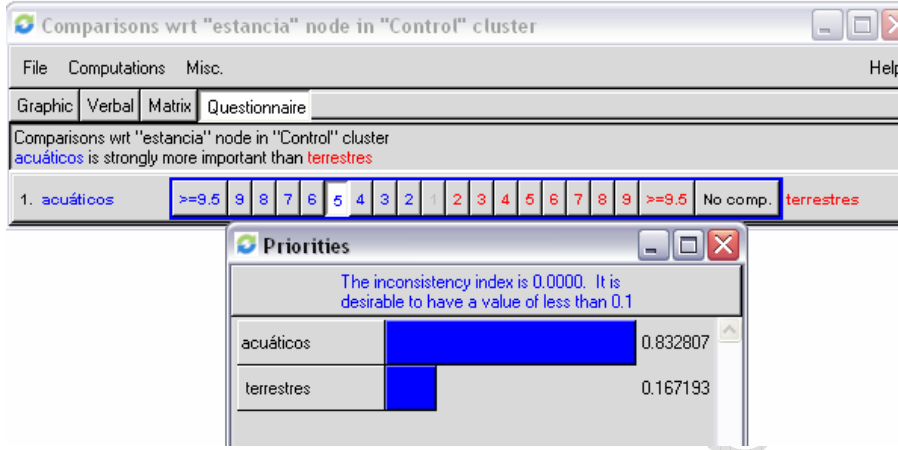 Comparisons wrt "estancia" node in "Control" cluster
File Computations Misc. Help
Graphic Verbal Matrix Questionnaire
Comparisons wrt "estancia" node in "Control" cluster
acuáticos is strongly more important than terrestres
1. acuáticos >=9.5 9 8 7 6 5 4 3 2 1 2 3 4 5 6 7 8 9 >=9.5 No comp. terrestres
Priorities
The inconsistency index is 0.0000. It is
desirable to have a value of less than 0.1
acuáticos 0.832807
terrestres 0.167193